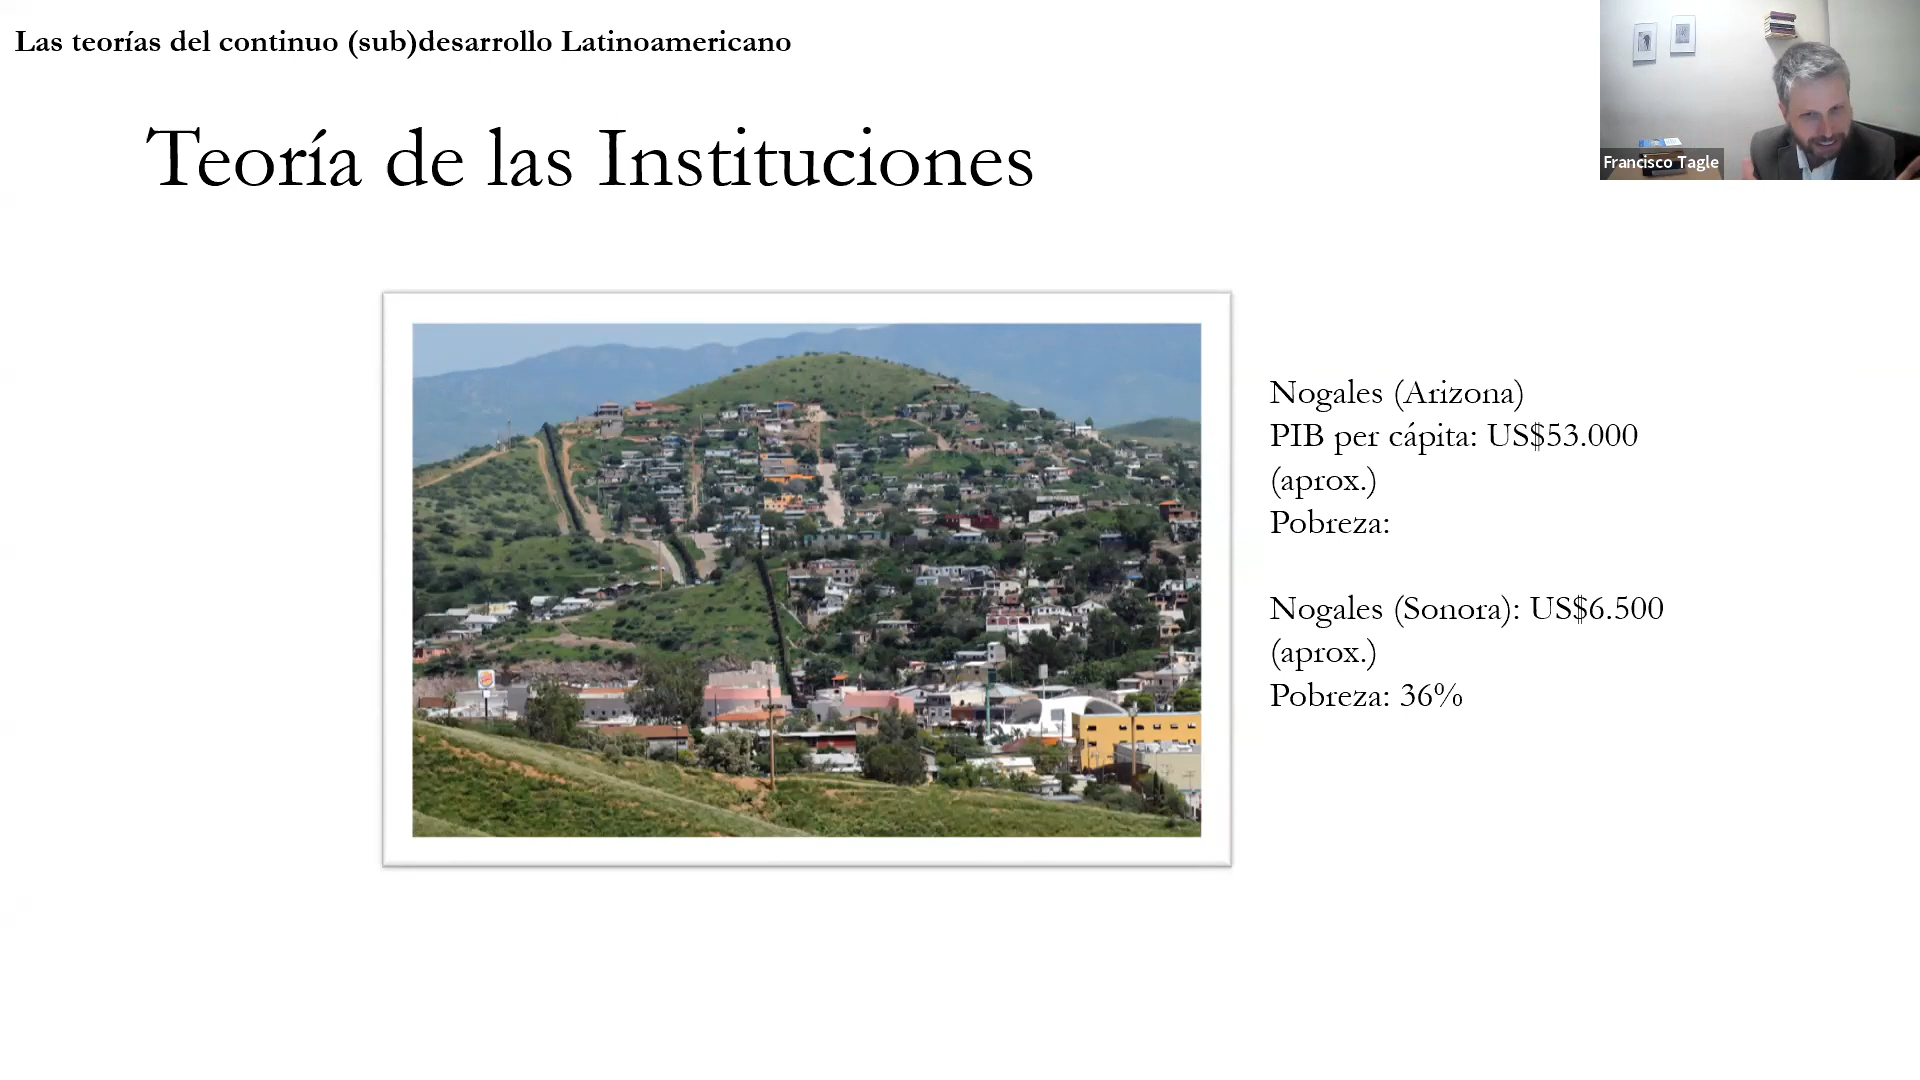 Las teorías del continuo (sub)desarrollo Latinoamericano
Teoría de las Instituciones
Francisco Tagle
Nogales (Arizona)
PIB per cápita: US$53.000
(aprox.)
Pobreza:
Nogales (Sonora): US$6.500
(aprox.)
Pobreza: 36%